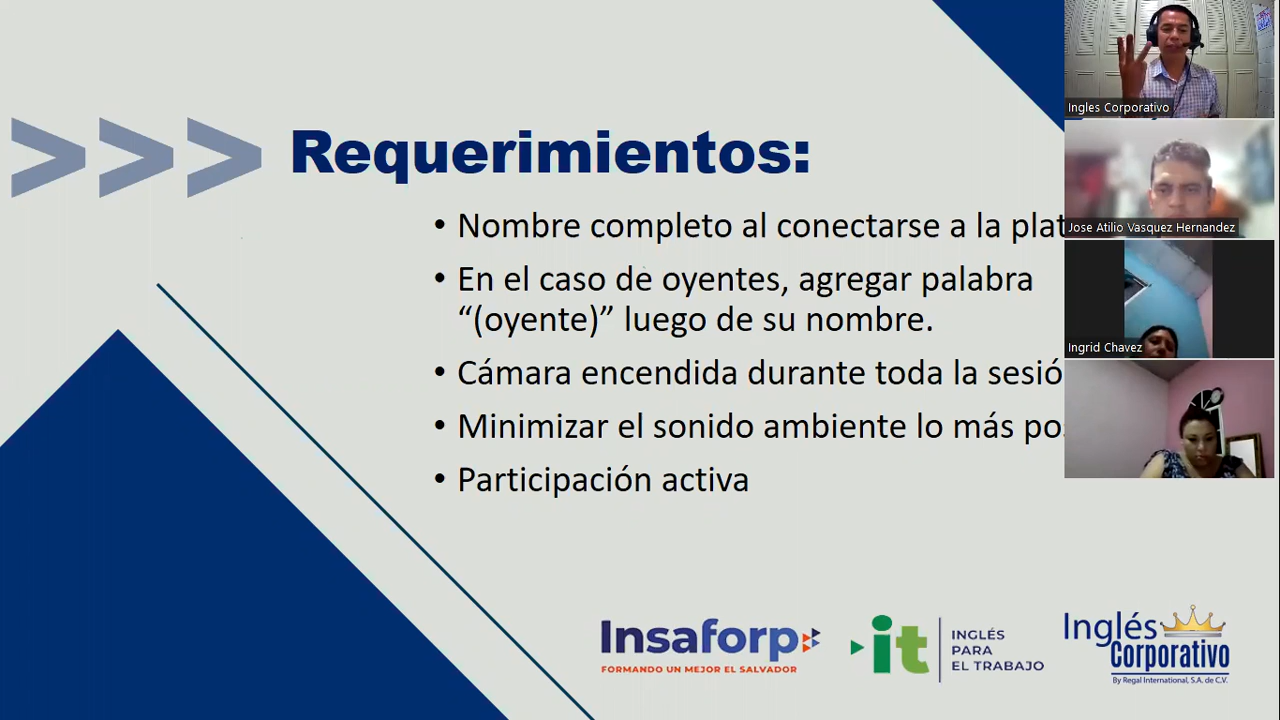 >>> Requerimientos:
• Nombre completo al conectarse a la plat
• En el caso de oyentes, agregar palabra
“(oyente)” luego de su nombre.
• Cámara encendida durante toda la sesió
• Minimizar el sonido ambiente lo más po
• Participación activa
Ingles Corporativo
Jose Atilio Vasquez Hernandez
Ingrid Chavez
Insaforp
FORMANDO UN MEJOR EL SALVADOR
it
INGLÉS
PARA
EL TRABAJO
Inglés
Corporativo
By Regal International, S.A. de C.V.